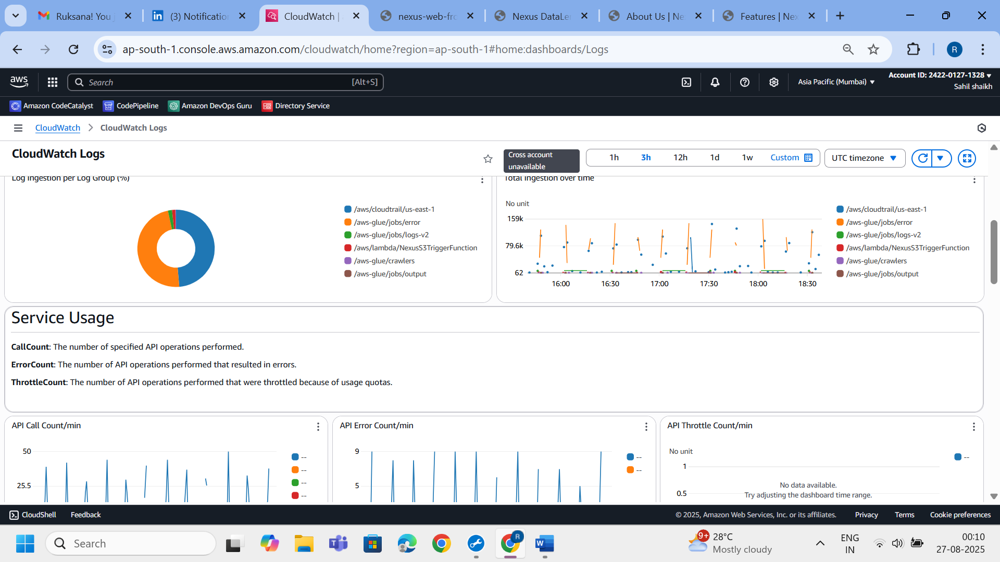 Ruksana! You
(3) Notificatio
CloudWatch |
nexus-web-fro
Nexus DataLe
About Us | Ne
Features | Nex
ap-south-1.console.aws.amazon.com/cloudwatch/home?region=ap-south-1#home:dashboards/Logs
R
aws
Search
[Alt+S]
Asia Pacific (Mumbai)
Account ID: 2422-0127-1328
Sahil shaikh
Amazon CodeCatalyst
CodePipeline
Amazon DevOps Guru
Directory Service
CloudWatch
CloudWatch Logs
CloudWatch Logs
Cross account
unavailable
1h
3h
12h
1d
1w
Custom
UTC timezone
Log Ingestion per Log Group (%)
/aws/cloudtrail/us-east-1
/aws-glue/jobs/error
/aws-glue/jobs/logs-v2
/aws/lambda/NexusS3TriggerFunction
/aws-glue/crawlers
/aws-glue/jobs/output
Total Ingestion over time
No unit
159k
79.6k
62
16:00
16:30
17:00
17:30
18:00
18:30
/aws/cloudtrail/us-east-1
/aws-glue/jobs/error
/aws-glue/jobs/logs-v2
/aws/lambda/NexusS3TriggerFunction
/aws-glue/crawlers
/aws-glue/jobs/output
Service Usage
CallCount: The number of specified API operations performed.
ErrorCount: The number of API operations performed that resulted in errors.
ThrottleCount: The number of API operations performed that were throttled because of usage quotas.
API Call Count/min
50
25.5
--
--
--
--
API Error Count/min
9
5
--
--
API Throttle Count/min
No unit
1
0.5
No data available.
Try adjusting the dashboard time range.
--
CloudShell
Feedback
© 2025, Amazon Web Services, Inc. or its affiliates.
Privacy
Terms
Cookie preferences
Search
9+
28°C
Mostly cloudy
ENG
IN
00:10
27-08-2025